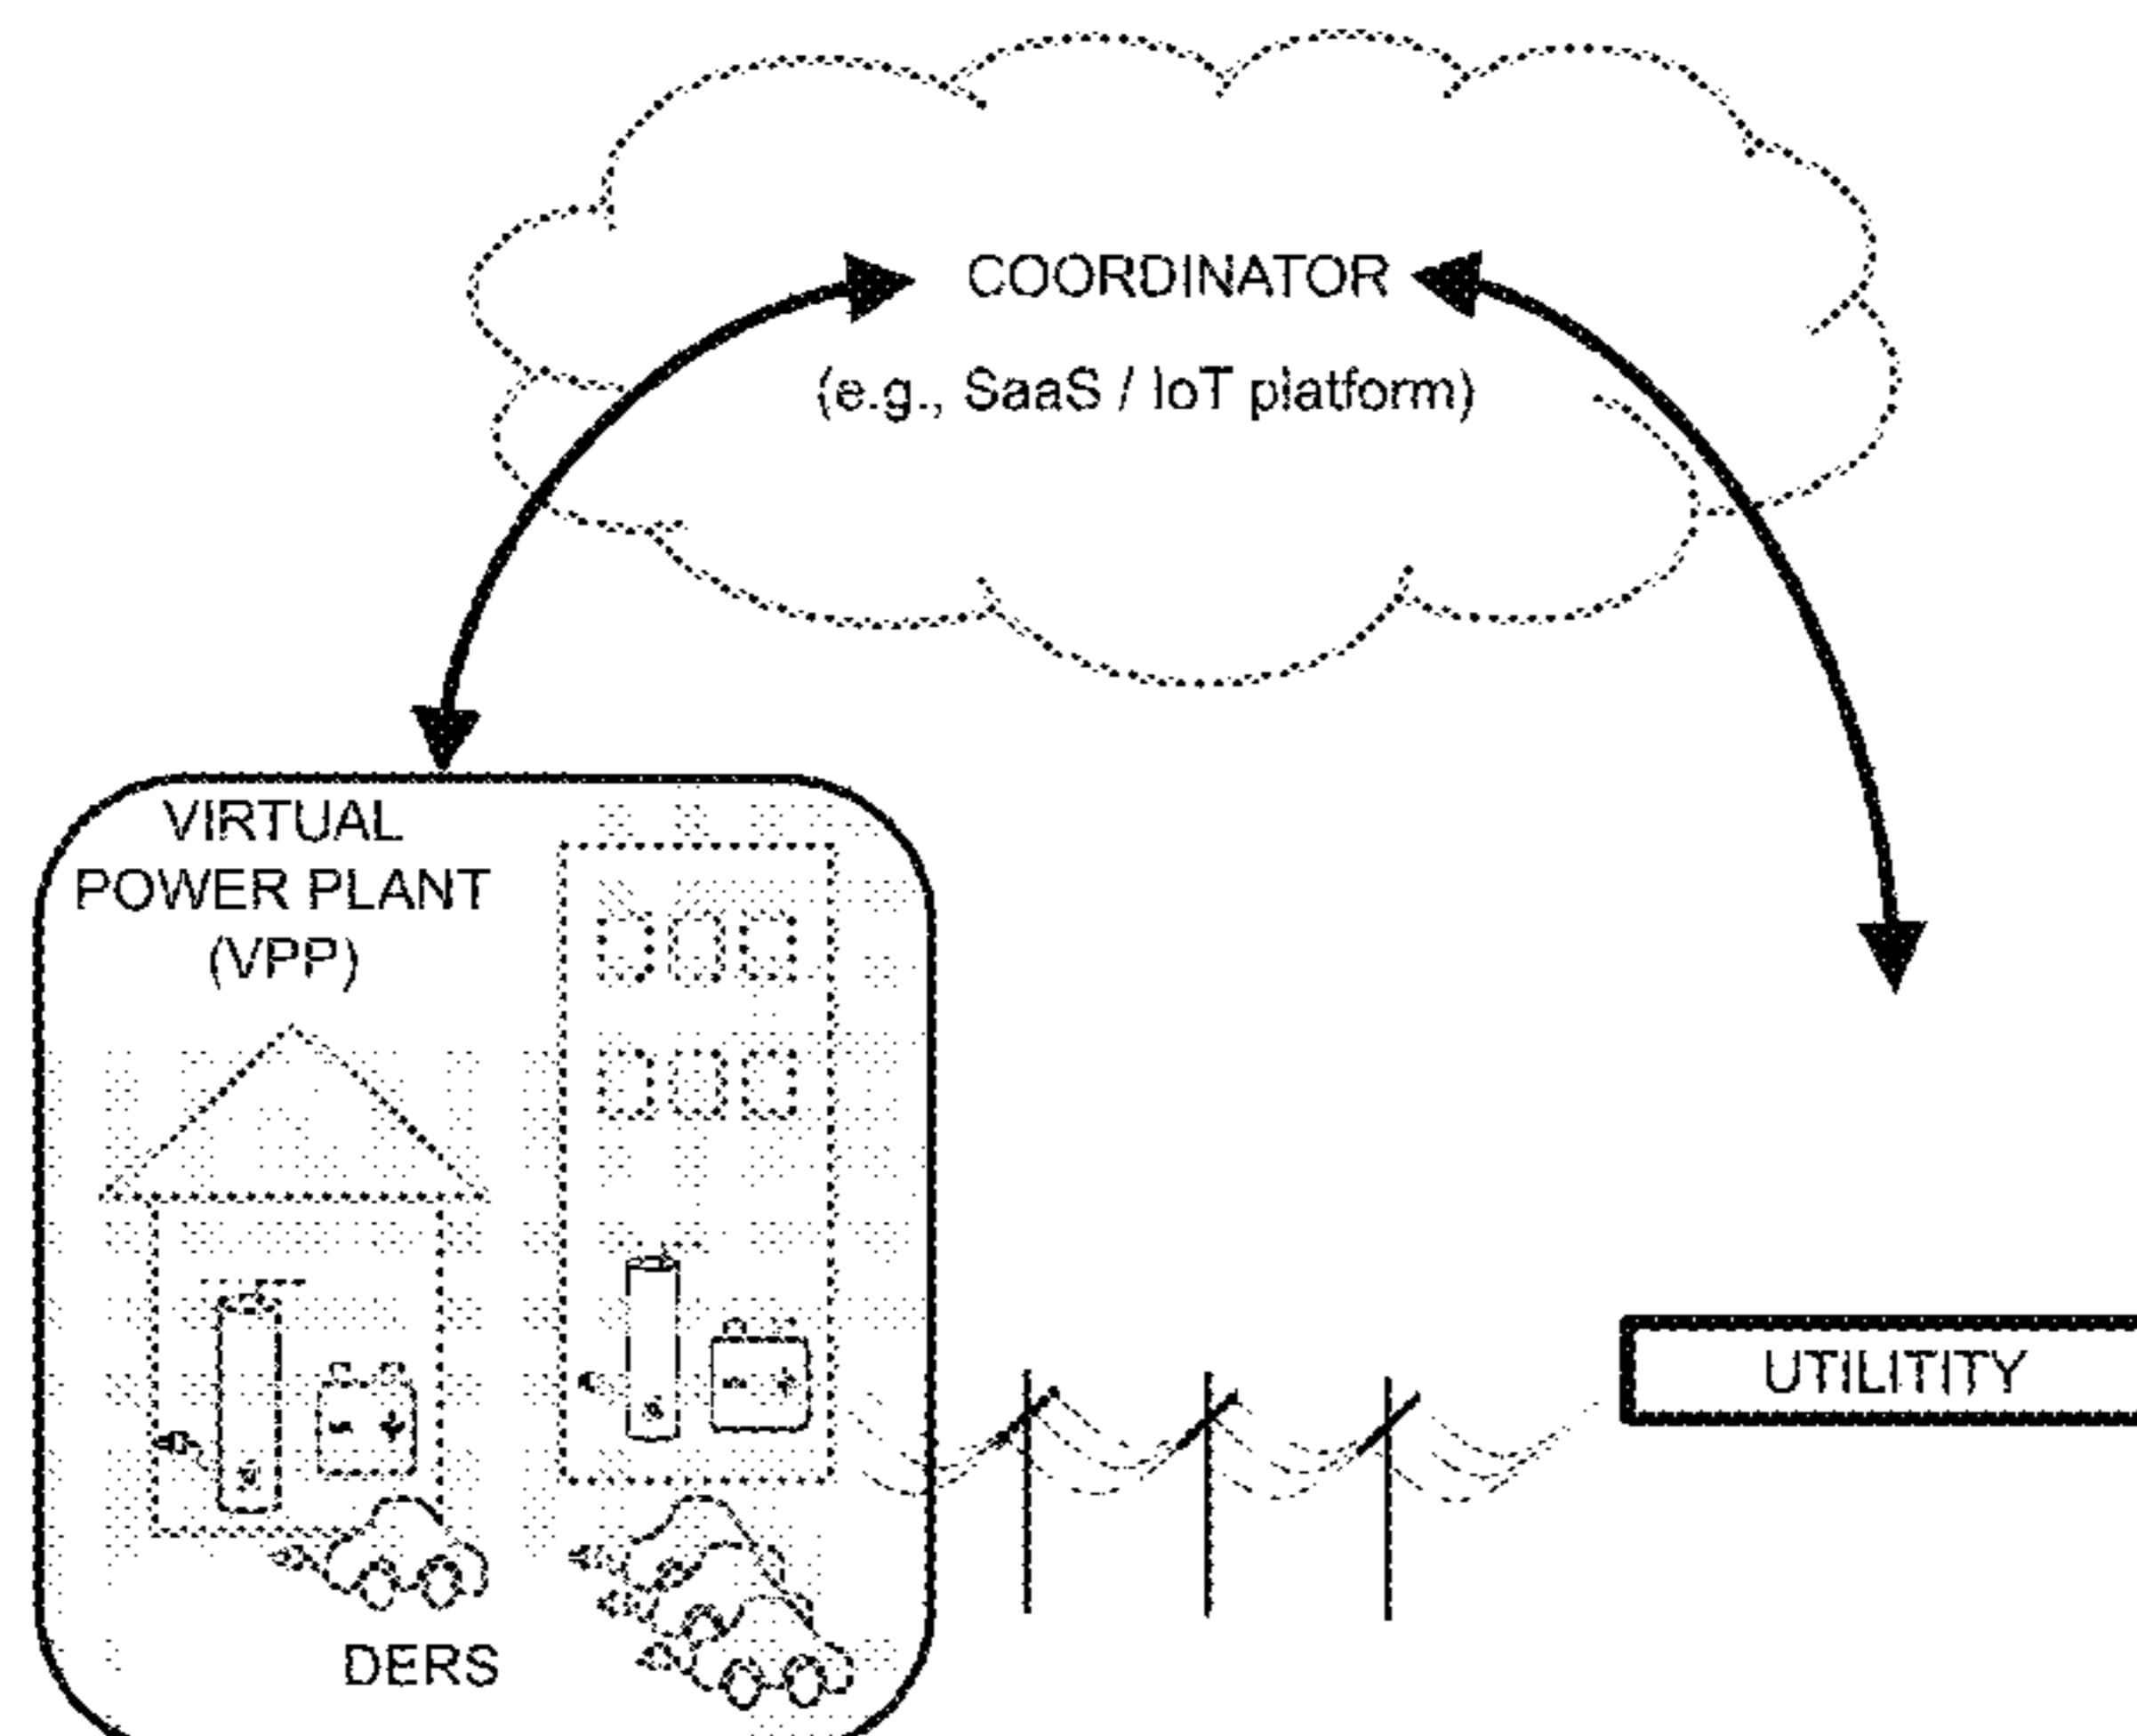 COORDINATOR
(e.g., SaaS / IoT platform)
VIRTUAL
POWER PLANT
(VPP)
UTILITITY
DERS